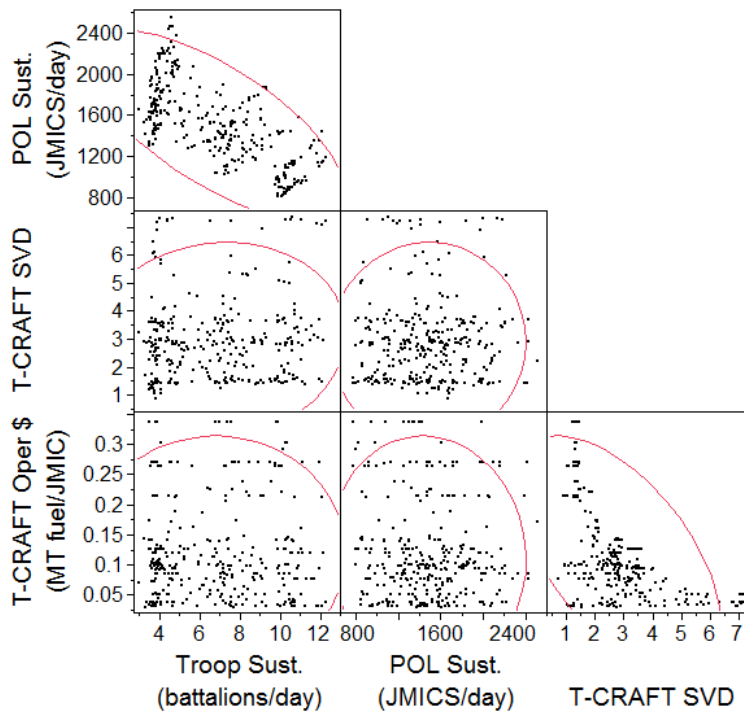 POL Sust.
(JMICS/day)
2400
2000
1600
1200
800
T-CRAFT SVD
6
5
4
3
2
1
T-CRAFT Oper $
(MT fuel/JMIC)
0.3
0.25
0.2
0.15
0.1
0.05
4 6 8 10 12 800 1600 2400 1 2 3 4 5 6 7
Troop Sust.
(battalions/day)
POL Sust.
(JMICS/day)
T-CRAFT SVD